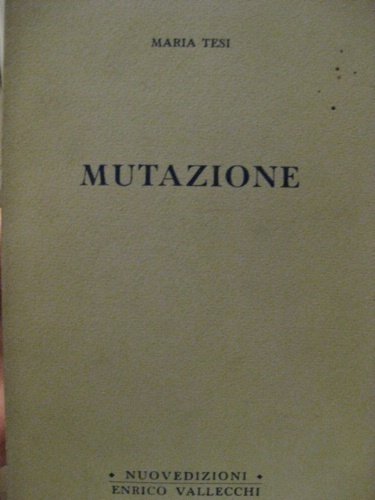 MARIA TESI
MUTAZIONE
• NUOVEDIZIONI •
ENRICO VALLECCHI